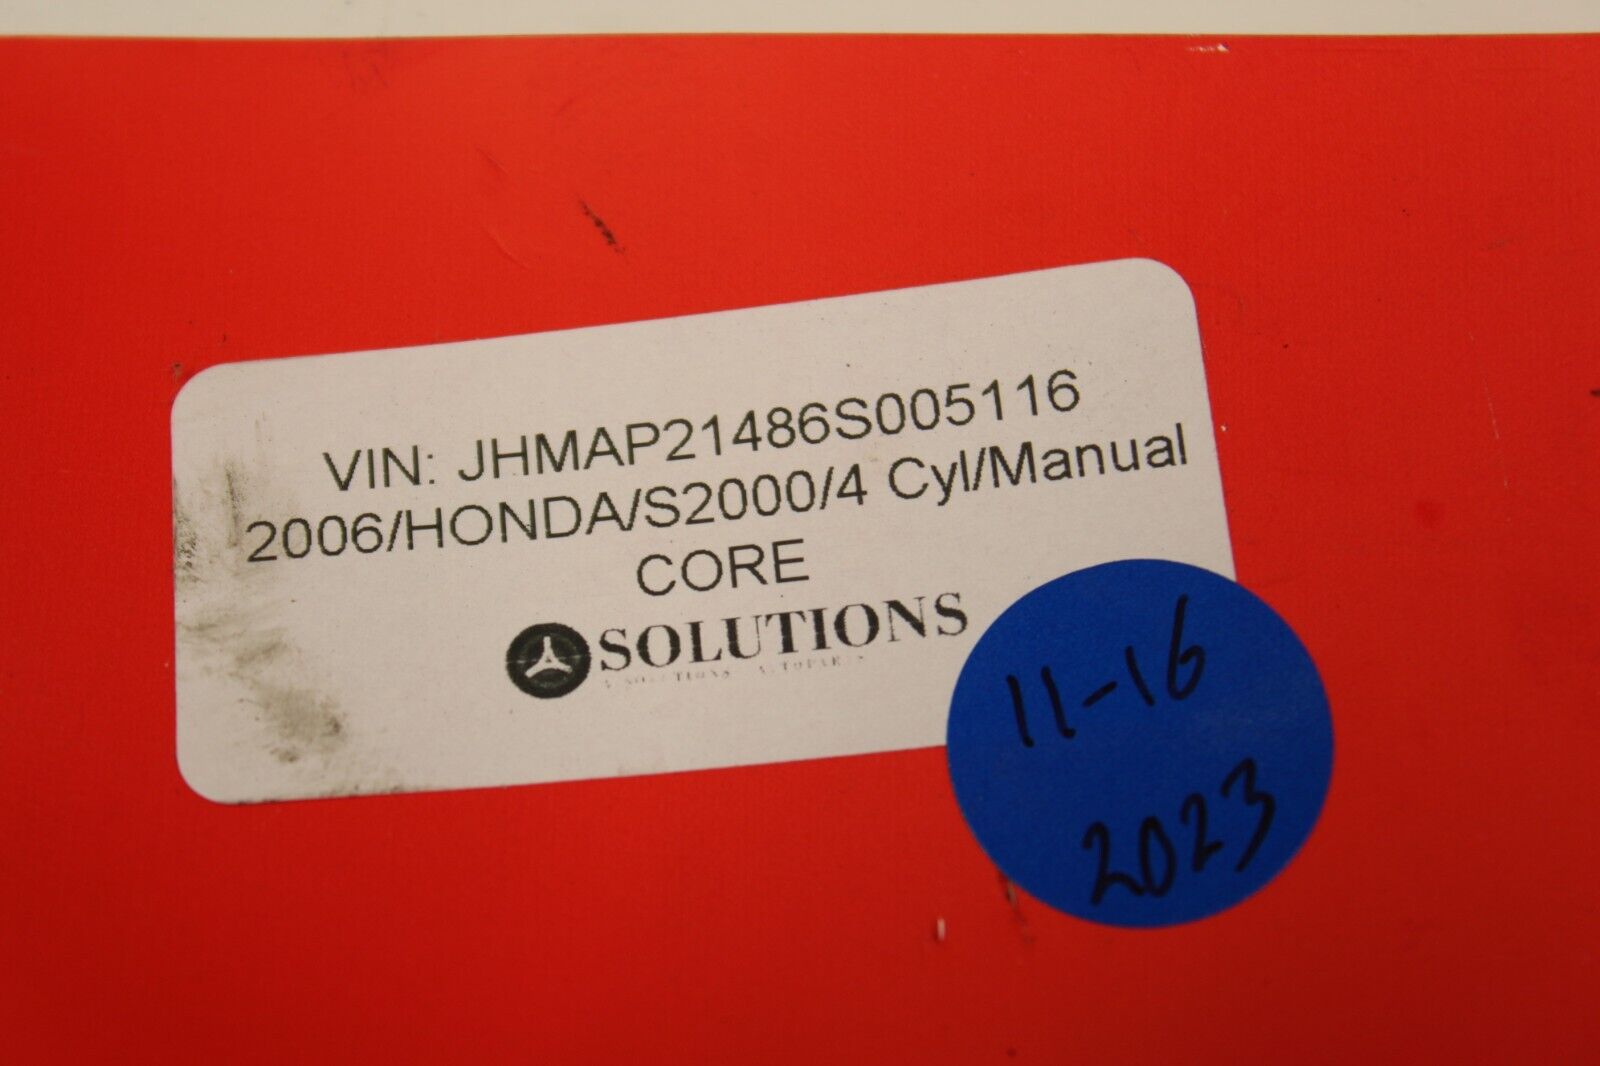 VIN: JHMAP21486S005116
2006/HONDA/S2000/4 Cyl/Manual
CORE
SOLUTIONS
11-16
2023